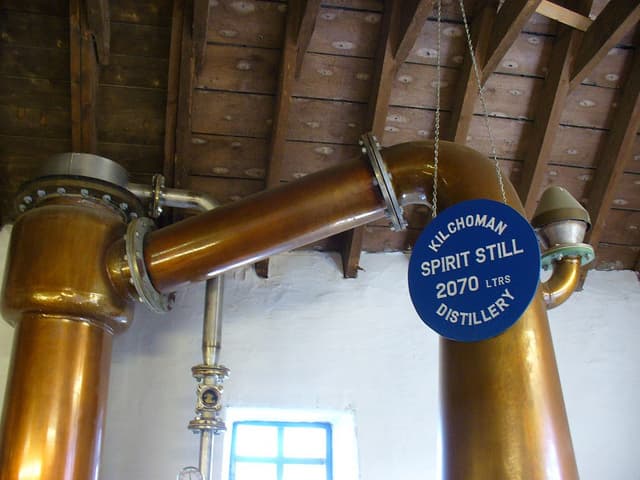 KILCHOMAN
SPIRIT STILL
2070 LTRS
DISTILLERY